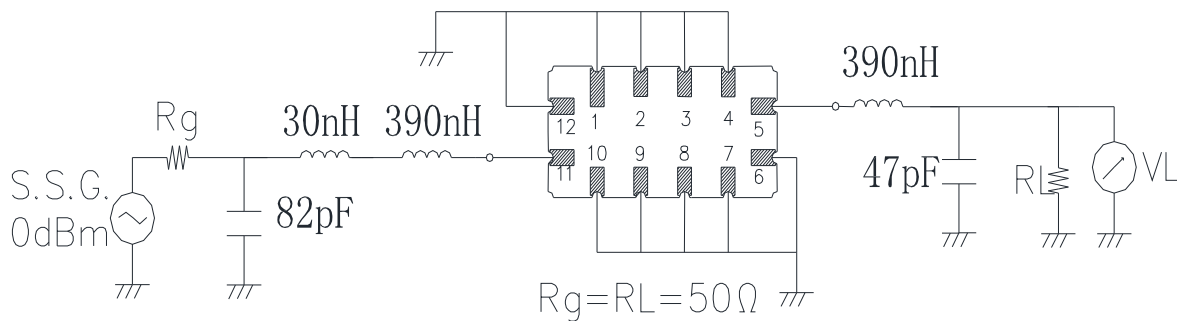 390nH
Rg
30nH 390nH
S.S.G.
0dBm
82pF
12 1 2 3 4 5
11 10 9 8 7 6
47pF
RL
VL
Rg=RL=50Ω